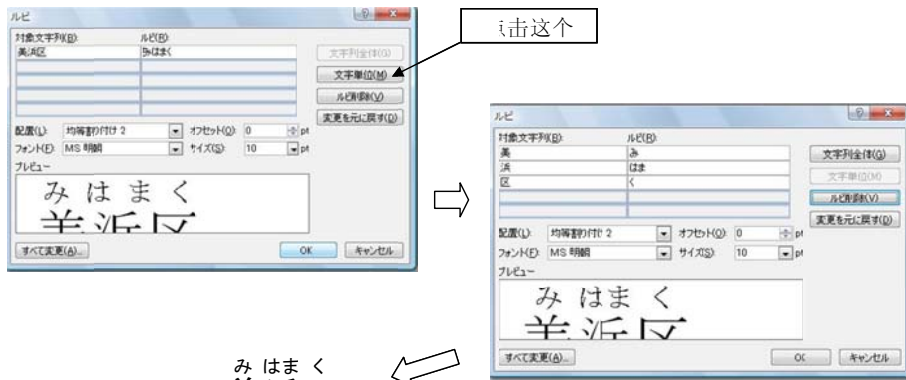 ルビ
対象文字列(B): ルビ(R):
美浜区 みはまく
文字列全体(G)
文字単位(M)
ルビ削除(V)
変更を元に戻す(D)
配置(L): 均等割り付け 2 オフセット(O): 0 pt
フォント(F): MS 明朝 サイズ(S): 10 pt
プレビュー
み は ま く
美浜区
すべて変更(A)... OK キャンセル
点击这个
ルビ
対象文字列(B): ルビ(R):
美 み
浜 はま
区 く
文字列全体(G)
文字単位(M)
ルビ削除(V)
変更を元に戻す(D)
配置(L): 均等割り付け 2 オフセット(O): 0 pt
フォント(F): MS 明朝 サイズ(S): 10 pt
プレビュー
み はま く
美浜区
すべて変更(A)... OK キャンセル
み はま く